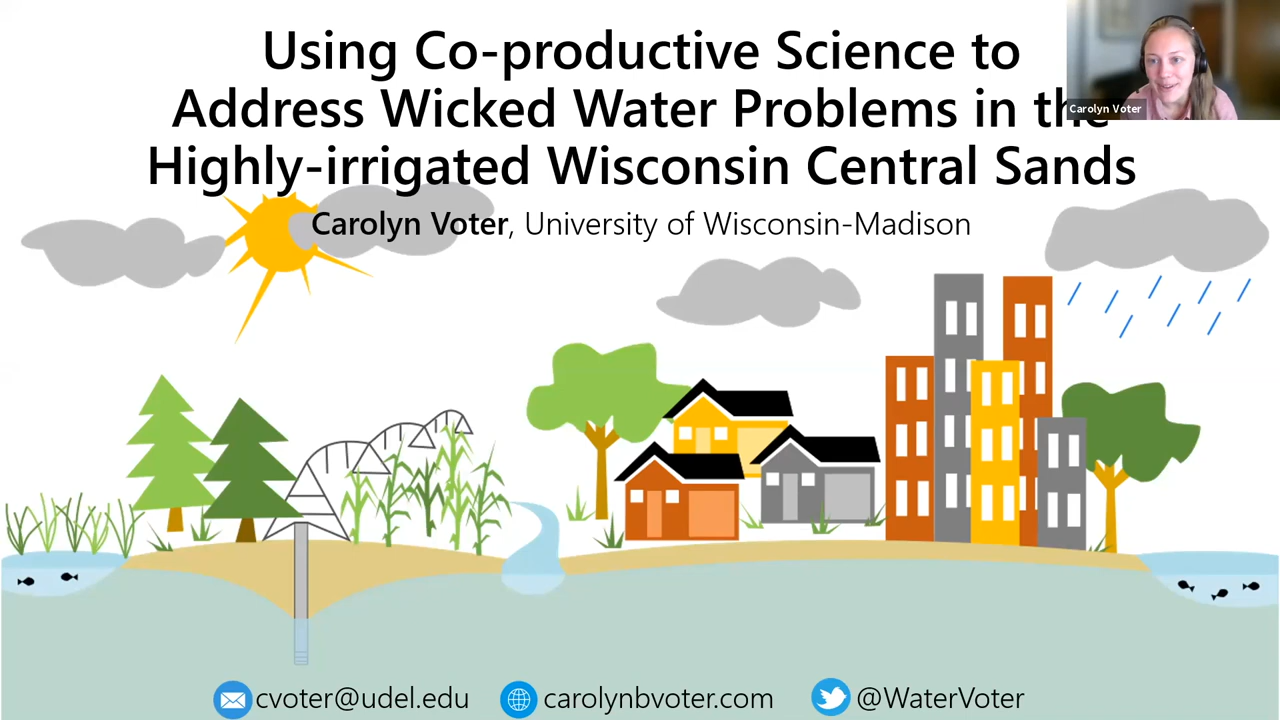 Using Co-productive Science to
Address Wicked Water Problems in the
Highly-irrigated Wisconsin Central Sands
Carolyn Voter, University of Wisconsin-Madison
Carolyn Voter
cvoter@udel.edu
carolynbvoter.com
@WaterVoter